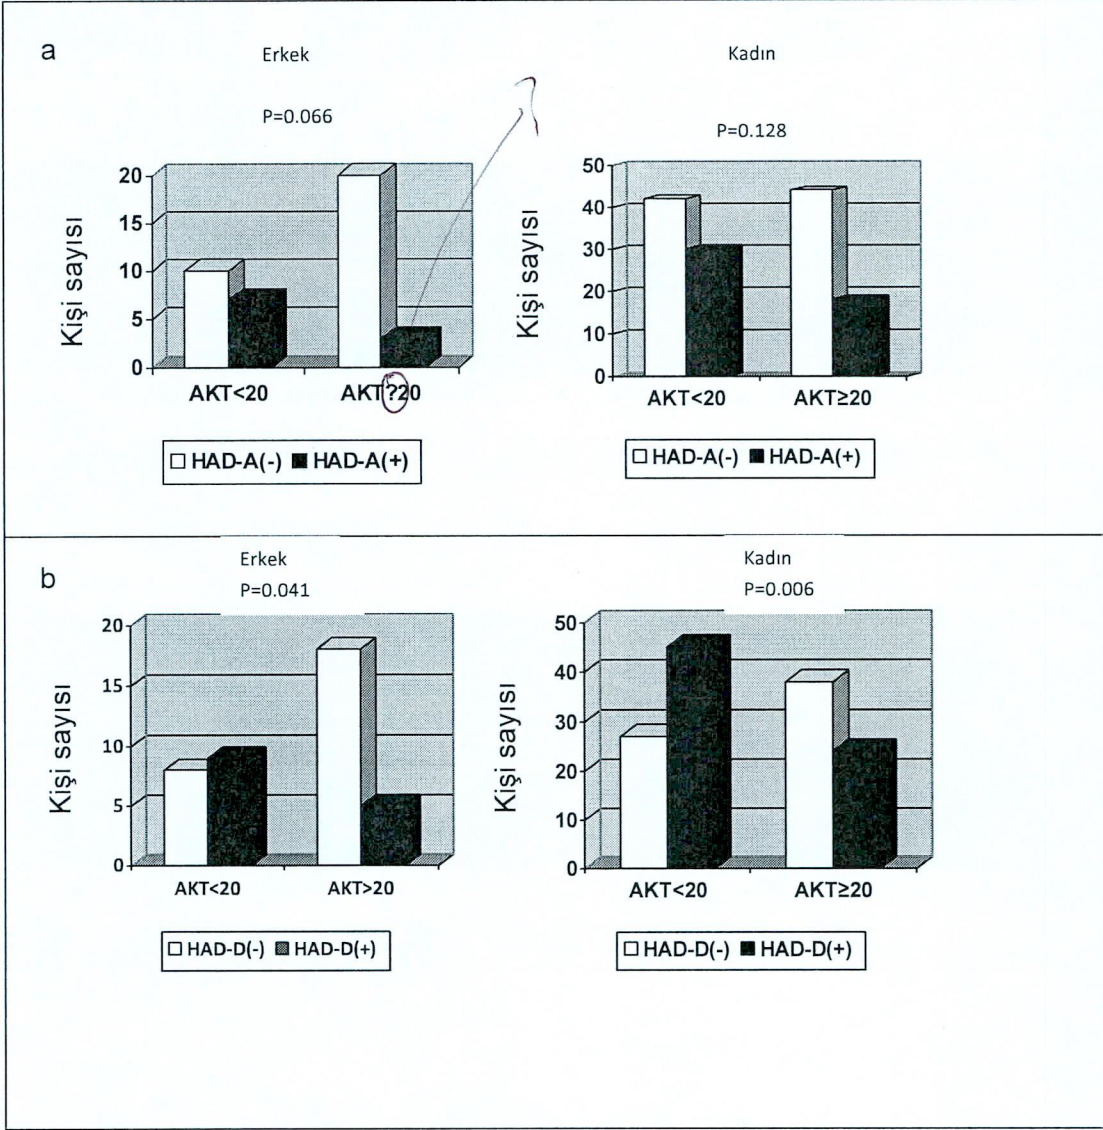 a
Erkek
P=0.066
Kişi sayısı
20
15
10
5
0
AKT<20 AKT?20
HAD-A(-) HAD-A(+)
?
Kadın
P=0.128
Kişi sayısı
50
40
30
20
10
0
AKT<20 AKT≥20
HAD-A(-) HAD-A(+)
b
Erkek
P=0.041
Kişi sayısı
20
15
10
5
0
AKT<20 AKT>20
HAD-D(-) HAD-D(+)
Kadın
P=0.006
Kişi sayısı
50
40
30
20
10
0
AKT<20 AKT≥20
HAD-D(-) HAD-D(+)